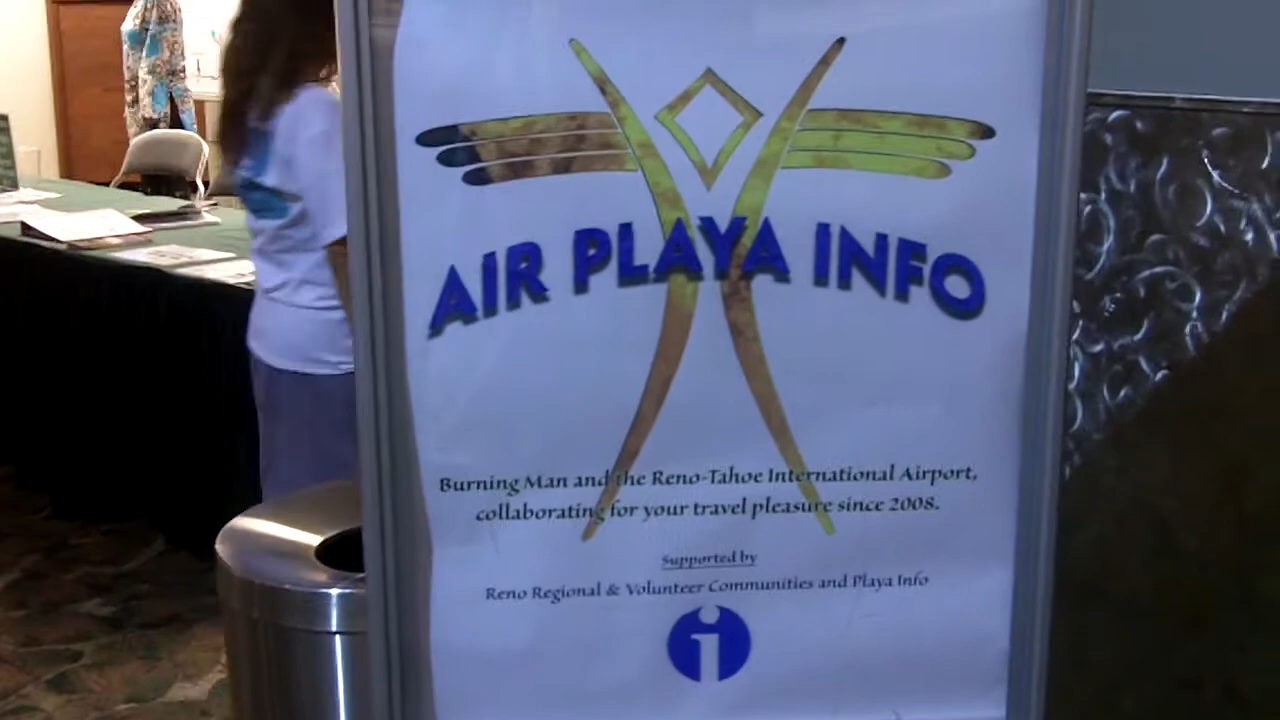 AIR PLAYA INFO
Burning Man and the Reno-Tahoe International Airport,
collaborating for your travel pleasure since 2008.
Supported by
Reno Regional & Volunteer Communities and Playa Info
i